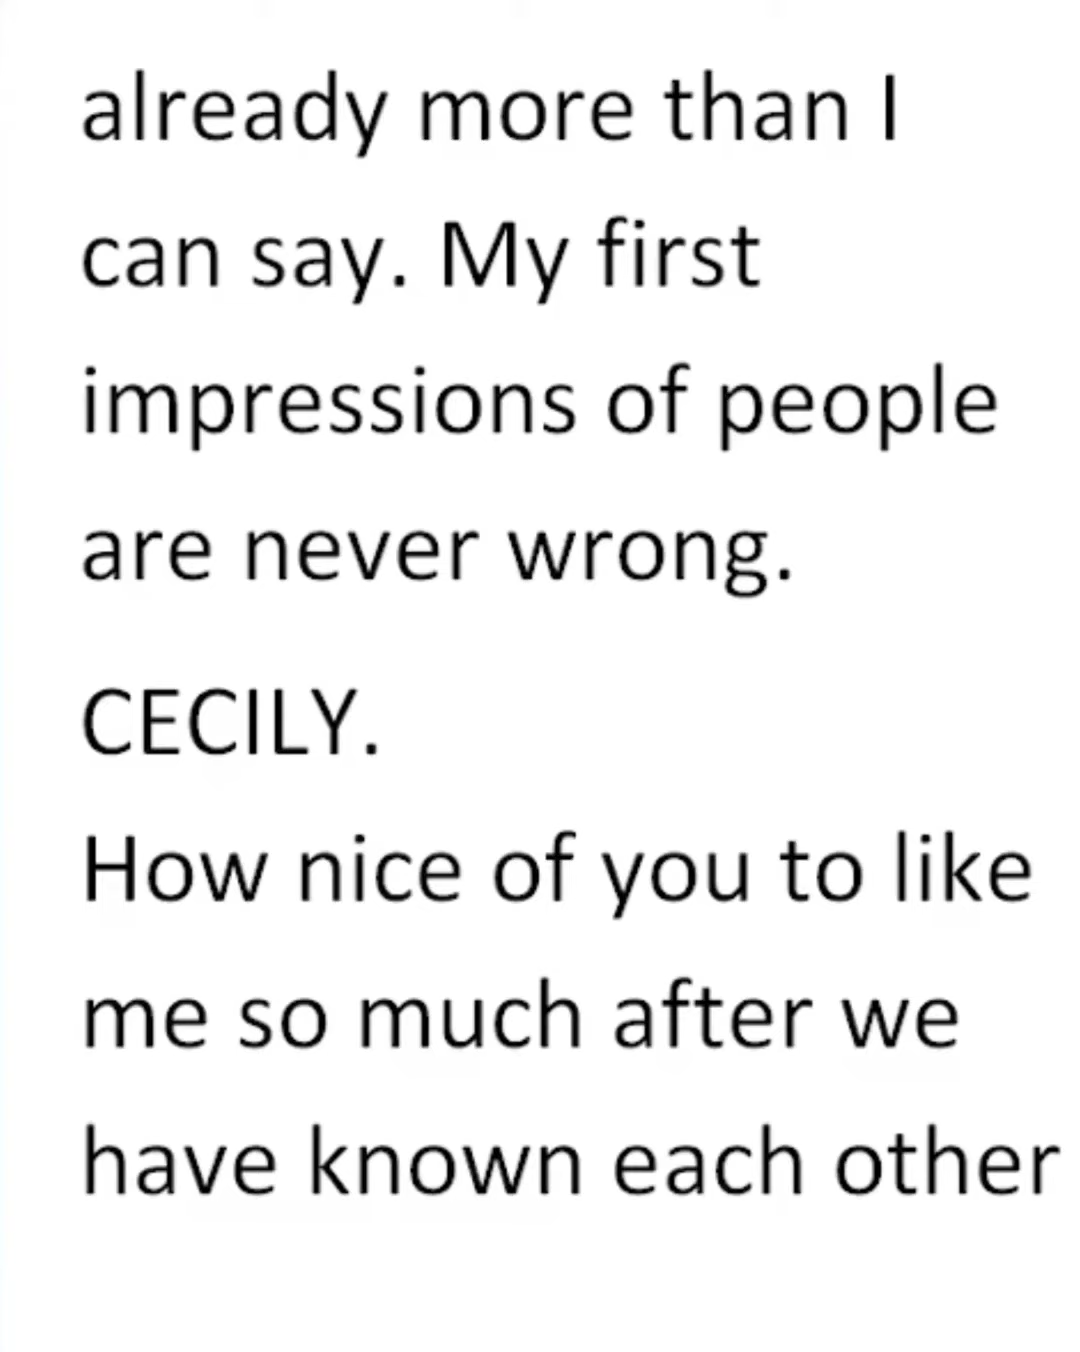 already more than I
can say. My first
impressions of people
are never wrong.
CECILY.
How nice of you to like
me so much after we
have known each other